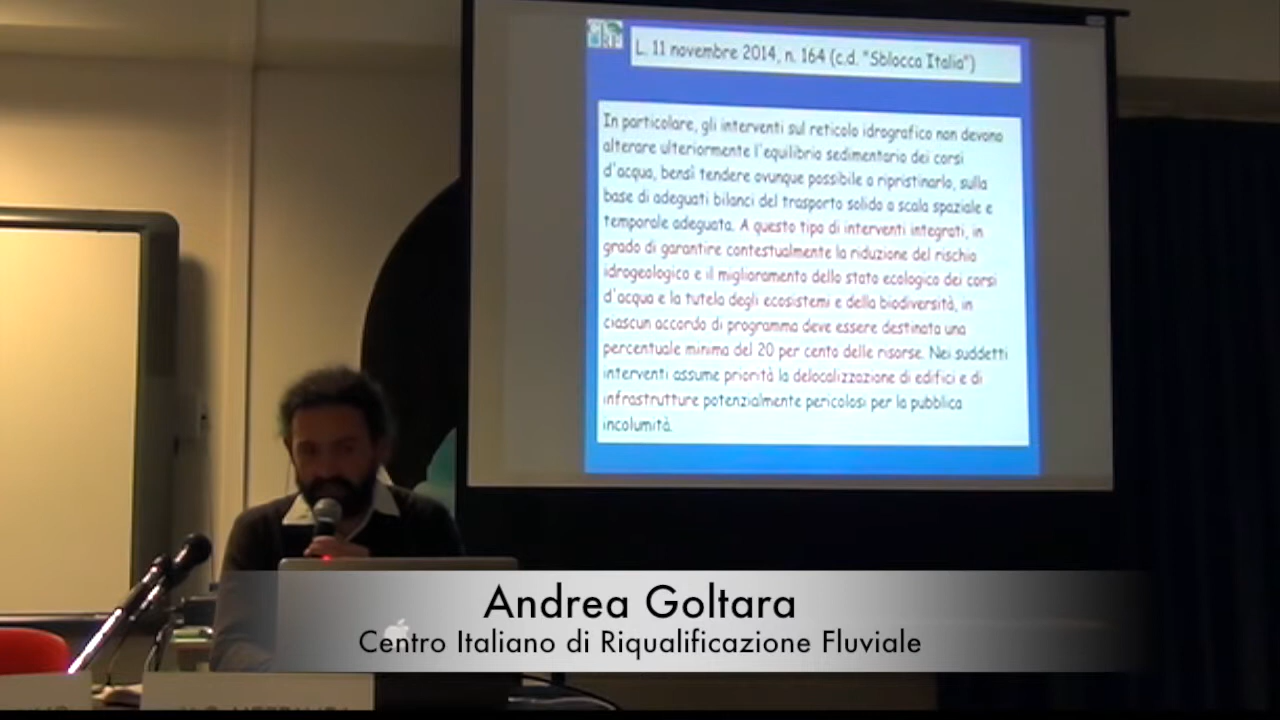 L. 11 novembre 2014, n. 164 (c.d. "Sblocca Italia")
In particolare, gli interventi sul reticolo idrografico non devono
alterare ulteriormente l'equilibrio sedimentario dei corsi
d'acqua, bensì tendere ovunque possibile a ripristinarlo, sulla
base di adeguati bilanci del trasporto solido a scala spaziale e
temporale adeguata. A questo tipo di interventi integrati, in
grado di garantire contestualmente la riduzione del rischio
idrogeologico e il miglioramento dello stato ecologico dei corsi
d'acqua e la tutela degli ecosistemi e della biodiversità, in
ciascun accordo di programma deve essere destinata una
percentuale minima del 20 per cento delle risorse. Nei suddetti
interventi assume priorità la delocalizzazione di edifici e di
infrastrutture potenzialmente pericolosi per la pubblica
incolumità.
Andrea Goltara
Centro Italiano di Riqualificazione Fluviale